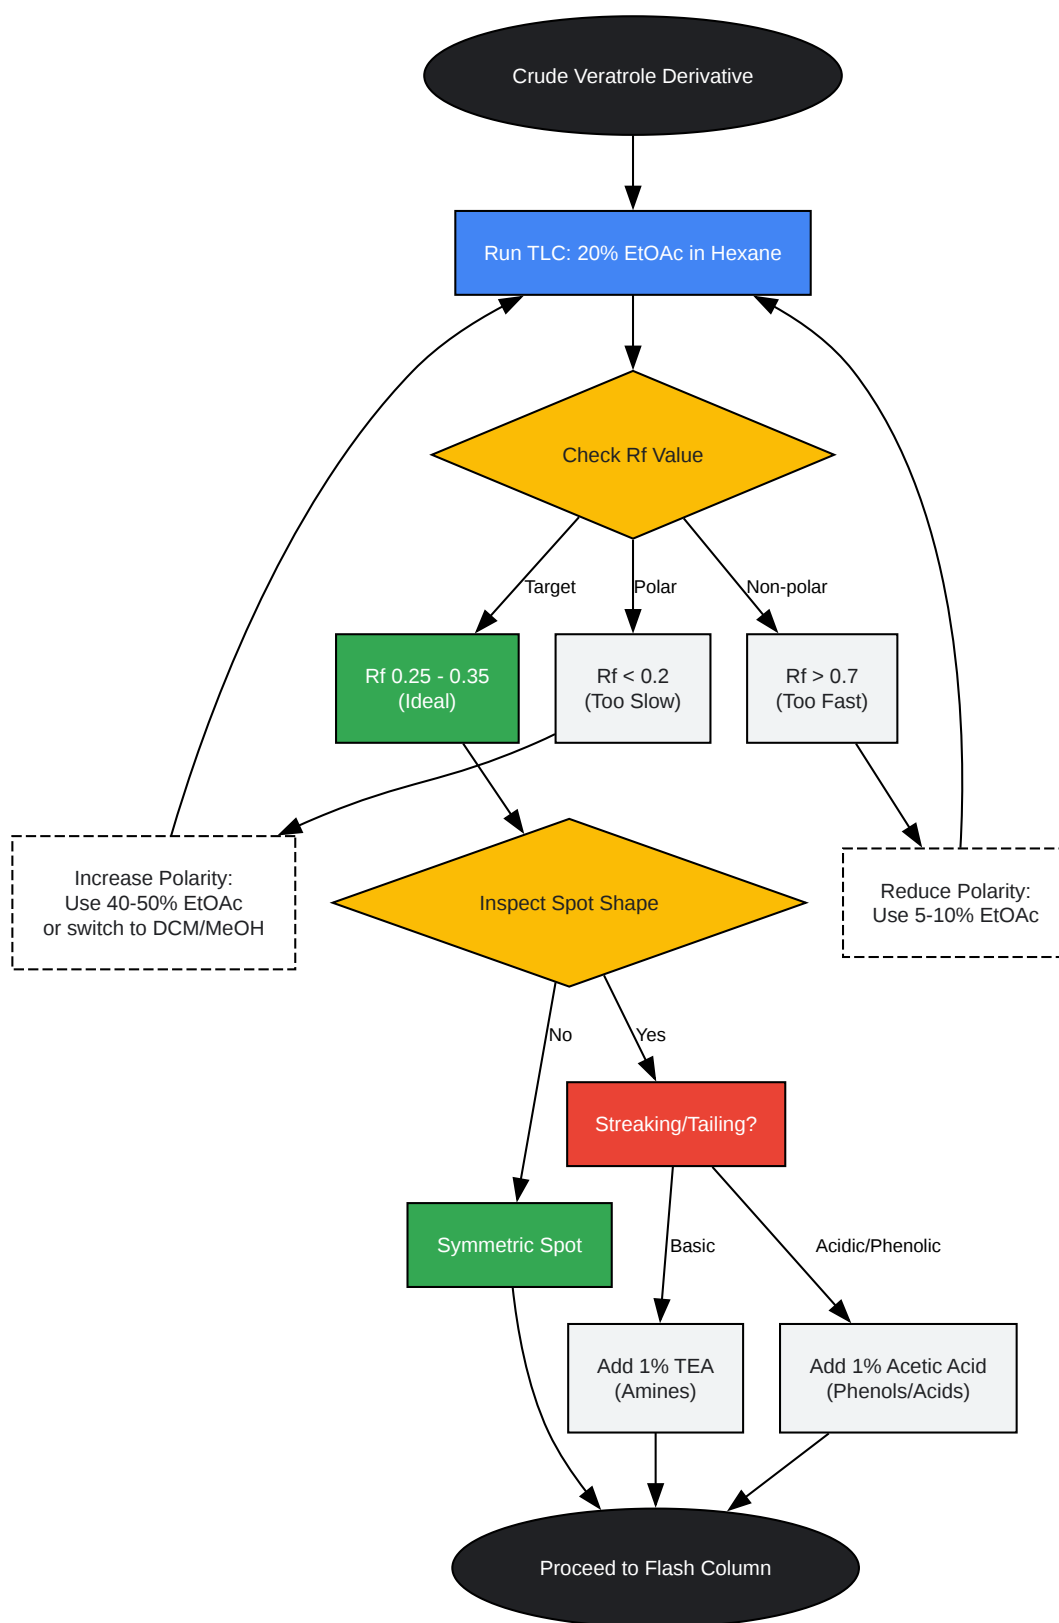 Crude Veratrole Derivative
Run TLC: 20% EtOAc in Hexane
Check Rf Value
Target
Polar
Non-polar
Rf 0.25 - 0.35
(Ideal)
Rf < 0.2
(Too Slow)
Rf > 0.7
(Too Fast)
Increase Polarity:
Use 40-50% EtOAc
or switch to DCM/MeOH
Inspect Spot Shape
Reduce Polarity:
Use 5-10% EtOAc
No
Yes
Streaking/Tailing?
Symmetric Spot
Basic
Acidic/Phenolic
Add 1% TEA
(Amines)
Add 1% Acetic Acid
(Phenols/Acids)
Proceed to Flash Column